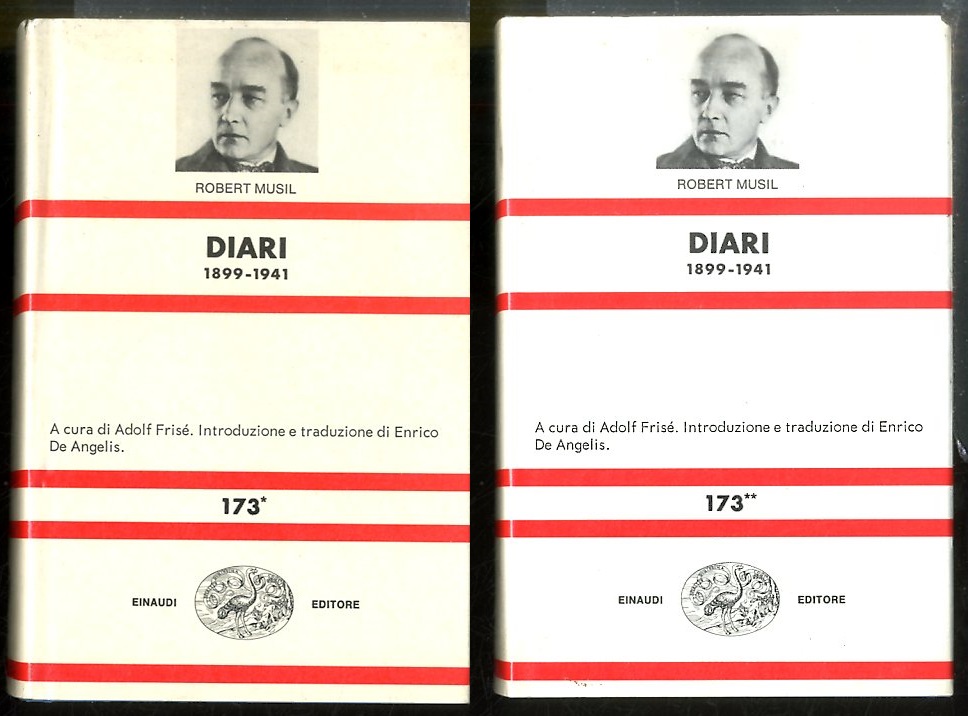 ROBERT MUSIL
DIARI
1899-1941
A cura di Adolf Frisé. Introduzione e traduzione di Enrico
De Angelis.
173*
EINAUDI EDITORE
ROBERT MUSIL
DIARI
1899-1941
A cura di Adolf Frisé. Introduzione e traduzione di Enrico
De Angelis.
173**
EINAUDI EDITORE